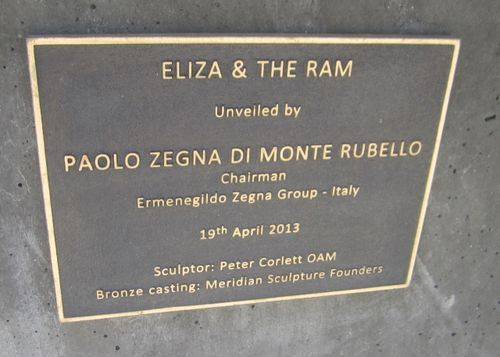 ELIZA & THE RAM
Unveiled by
PAOLO ZEGNA DI MONTE RUBELLO
Chairman
Ermenegildo Zegna Group - Italy
19th April 2013
Sculptor: Peter Corlett OAM
Bronze casting: Meridian Sculpture Founders